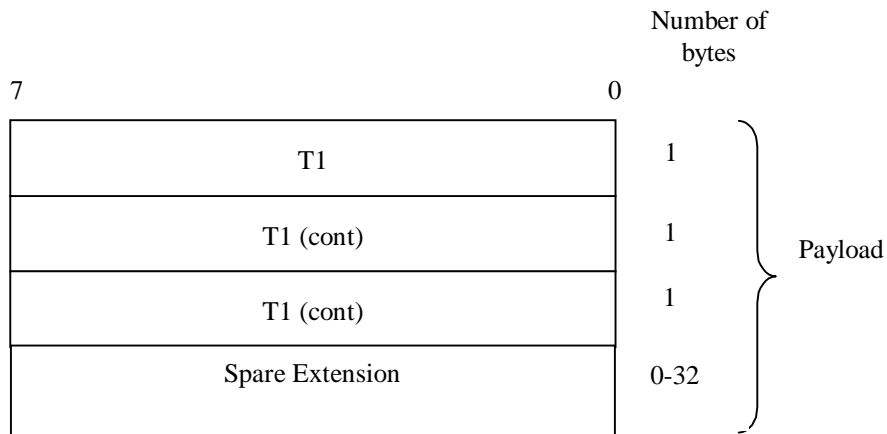 Number of
bytes
7 0
T1 1
T1 (cont) 1
Payload
T1 (cont) 1
Spare Extension 0-32